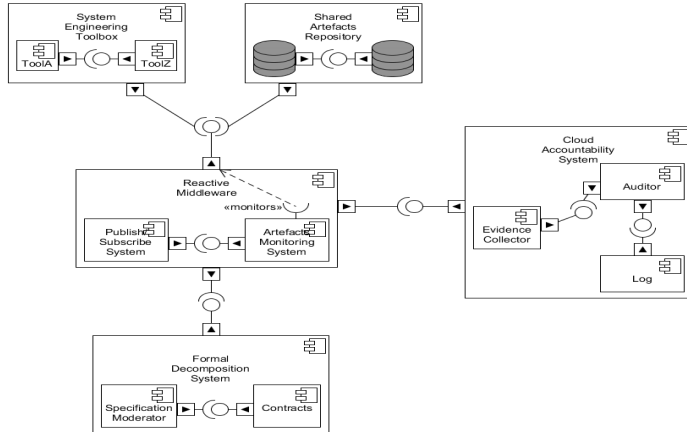 System
Engineering
Toolbox
ToolA
ToolZ
Shared
Artefacts
Repository
Reactive
Middleware
«monitors»
Publish
Subscribe
System
Artefacts
Monitoring
System
Cloud
Accountability
System
Auditor
Evidence
Collector
Log
Formal
Decomposition
System
Specification
Moderator
Contracts